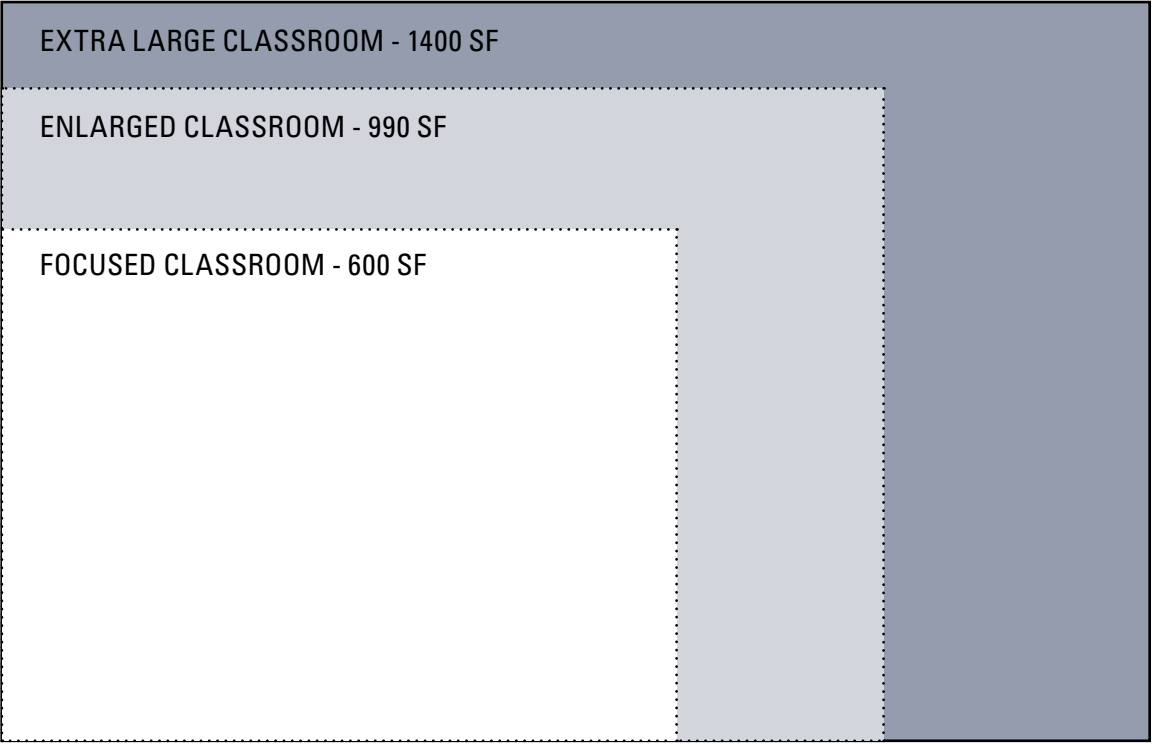 EXTRA LARGE CLASSROOM - 1400 SF
ENLARGED CLASSROOM - 990 SF
FOCUSED CLASSROOM - 600 SF